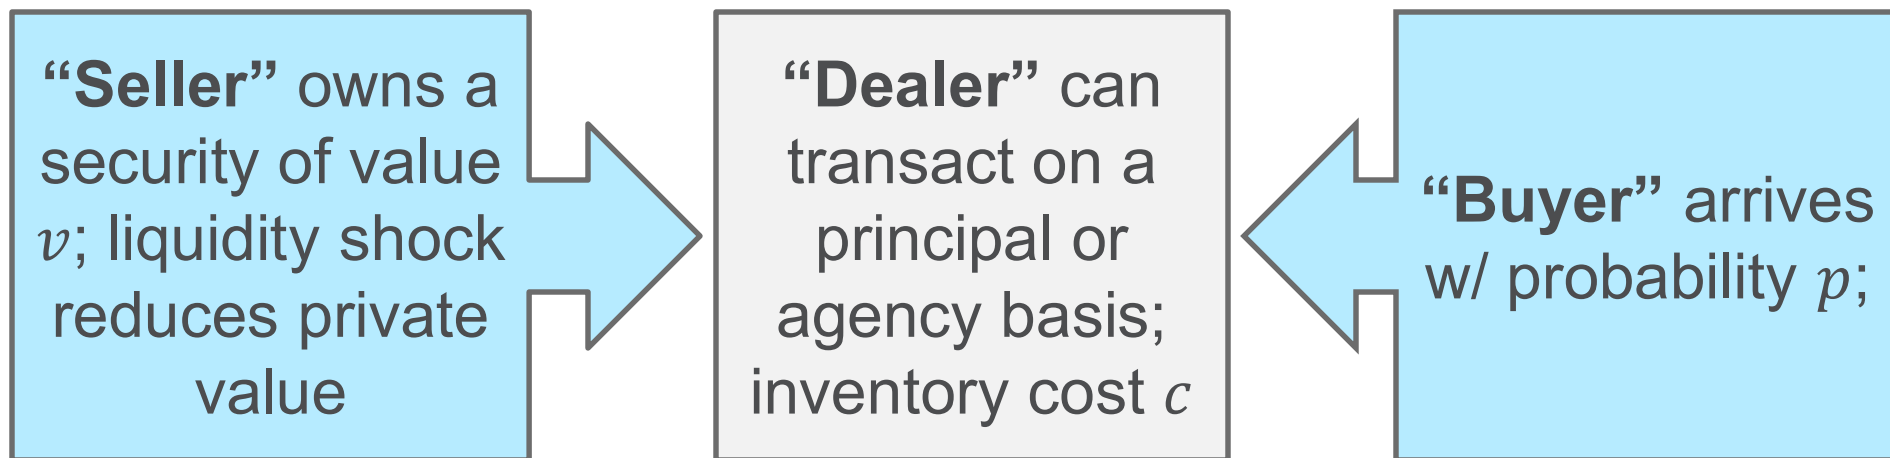 “Seller” owns a
security of value
𝑣; liquidity shock
reduces private
value
“Dealer” can
transact on a
principal or
agency basis;
inventory cost 𝑐
“Buyer” arrives
w/ probability 𝑝;